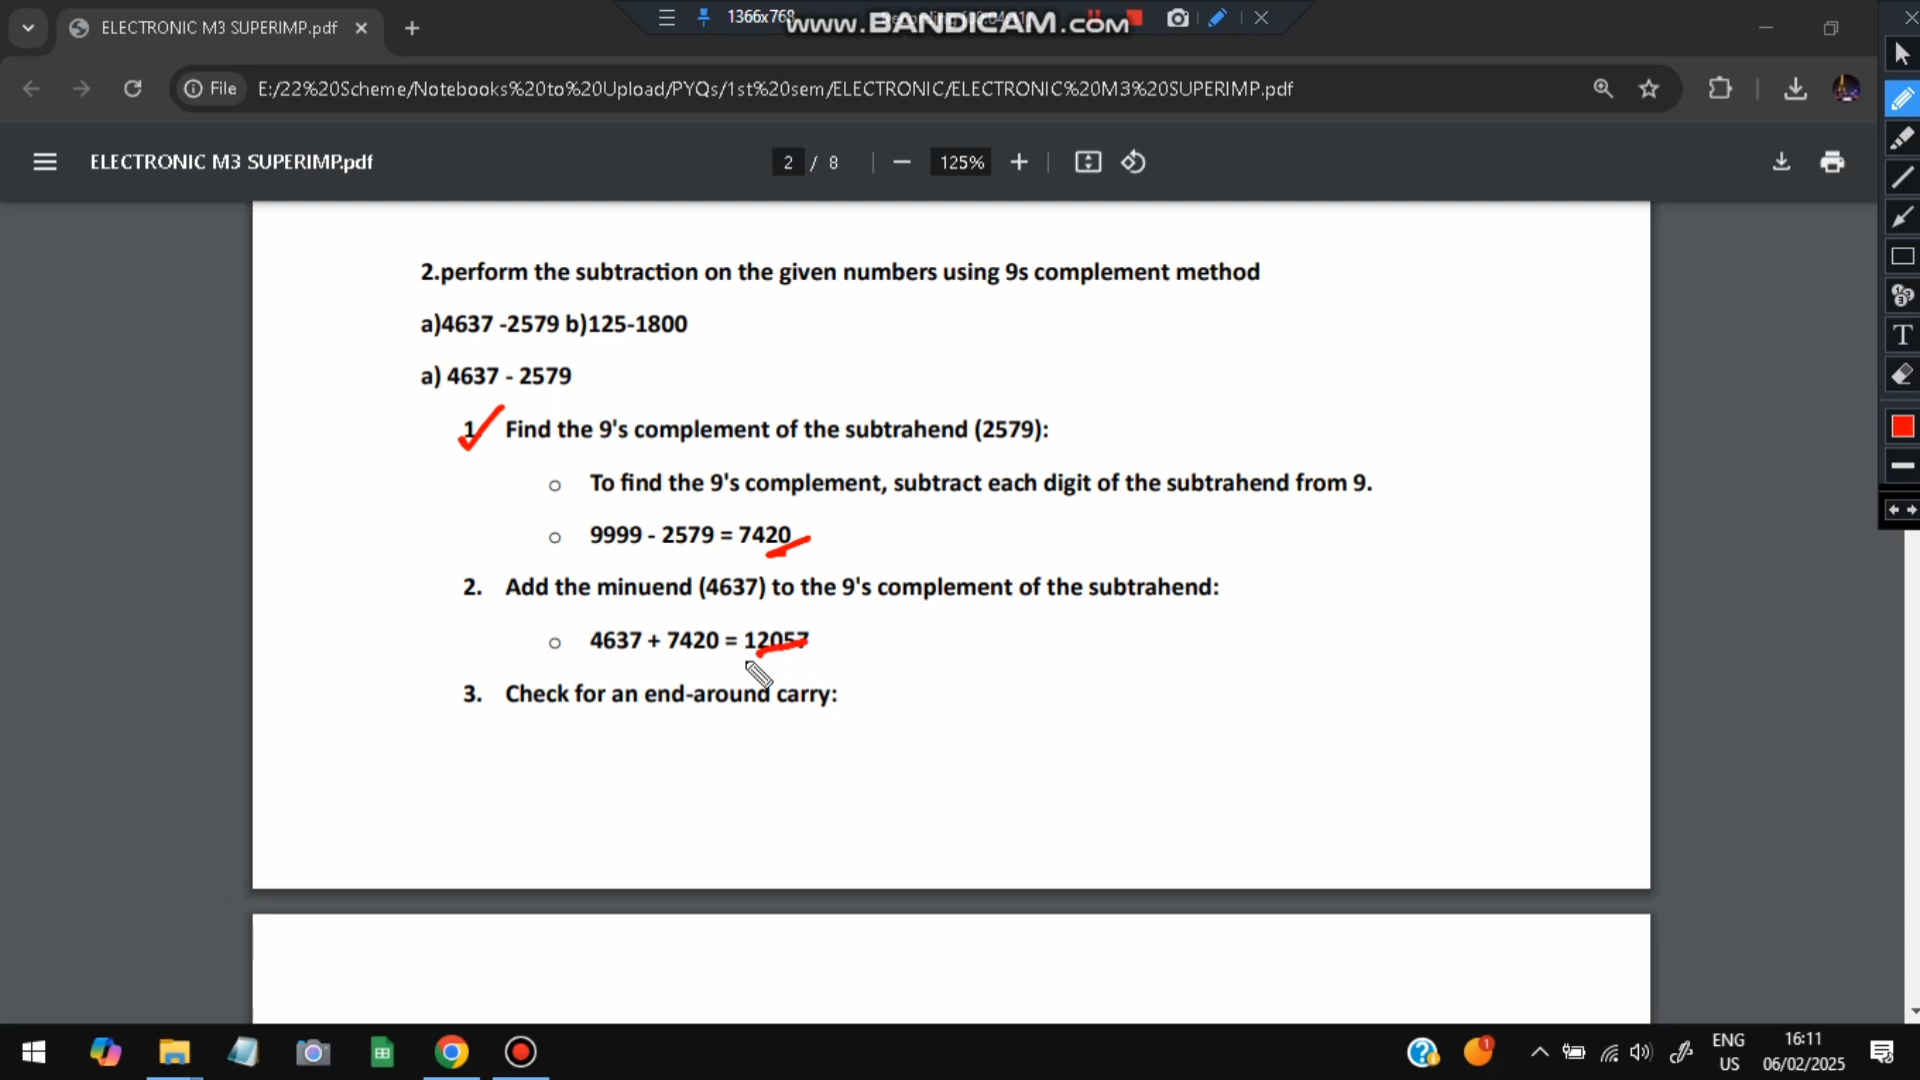 ELECTRONIC M3 SUPERIMP.pdf
1366x768
www.BANDICAM.com
File
E:/22%20Scheme/Notebooks%20to%20Upload/PYQs/1st%20sem/ELECTRONIC/ELECTRONIC%20M3%20SUPERIMP.pdf
ELECTRONIC M3 SUPERIMP.pdf
2 / 8
125%
2.perform the subtraction on the given numbers using 9s complement method
a)4637 -2579 b)125-1800
a) 4637 - 2579
1 Find the 9's complement of the subtrahend (2579):
o To find the 9's complement, subtract each digit of the subtrahend from 9.
o 9999 - 2579 = 7420
2. Add the minuend (4637) to the 9's complement of the subtrahend:
o 4637 + 7420 = 12057
3. Check for an end-around carry:
T
1
ENG
US
16:11
06/02/2025